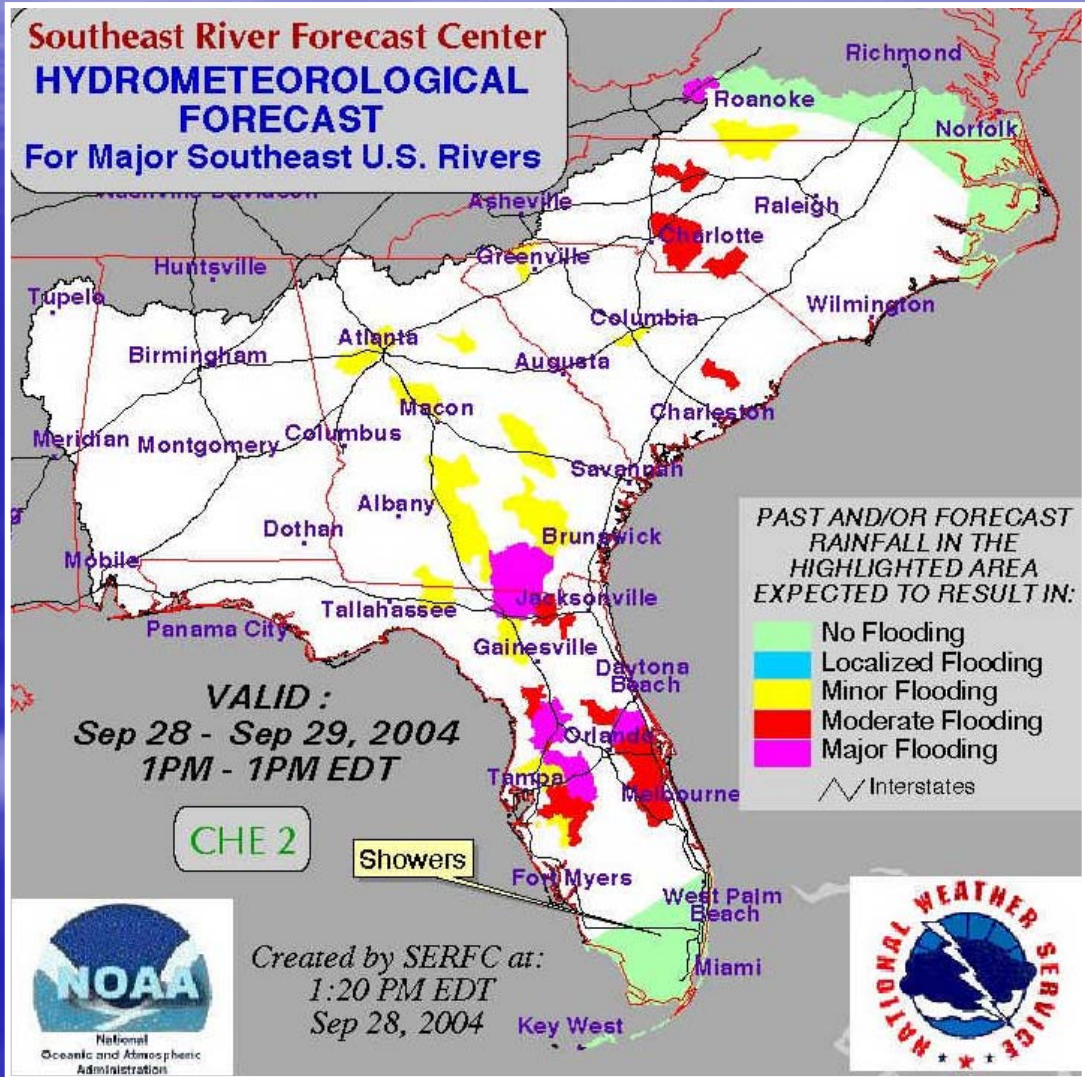 Southeast River Forecast Center
HYDROMETEOROLOGICAL
FORECAST
For Major Southeast U.S. Rivers
Richmond
Roanoke
Norfolk
Asheville
Raleigh
Charlotte
Greenville
Huntsville
Tupelo
Wilmington
Columbia
Atlanta
Birmingham
Augusta
Macon
Charleston
Meridian
Montgomery
Columbus
Savannah
Albany
Dothan
Brunswick
Mobile
Tallahassee
Jacksonville
Panama City
Gainesville
Daytona
Beach
Orlando
Tampa
Melbourne
Fort Myers
West Palm
Beach
Miami
Key West
PAST AND/OR FORECAST
RAINFALL IN THE
HIGHLIGHTED AREA
EXPECTED TO RESULT IN:
No Flooding
Localized Flooding
Minor Flooding
Moderate Flooding
Major Flooding
Interstates
VALID :
Sep 28 - Sep 29, 2004
1PM - 1PM EDT
CHE 2
Showers
Created by SERFC at:
1:20 PM EDT
Sep 28, 2004
NOAA
National
Oceanic and Atmospheric
Administration
NATIONAL WEATHER SERVICE